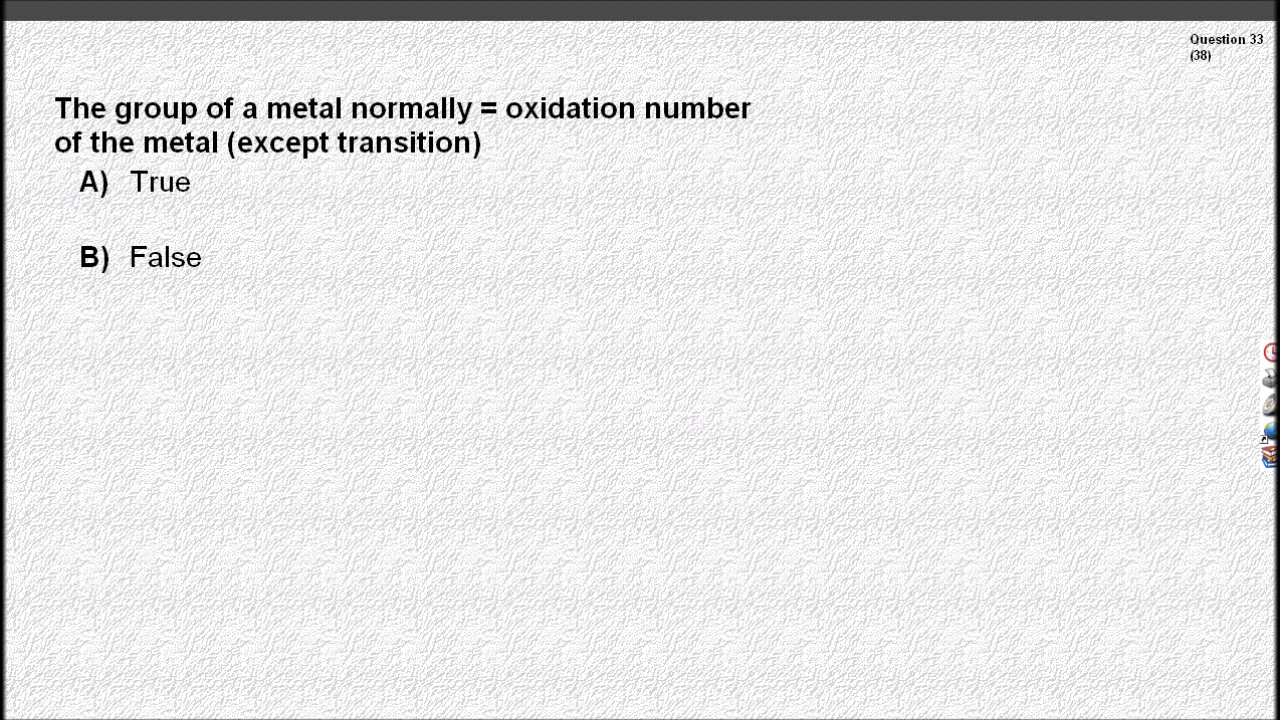 Question 33
(38)
The group of a metal normally = oxidation number
of the metal (except transition)
A) True
B) False